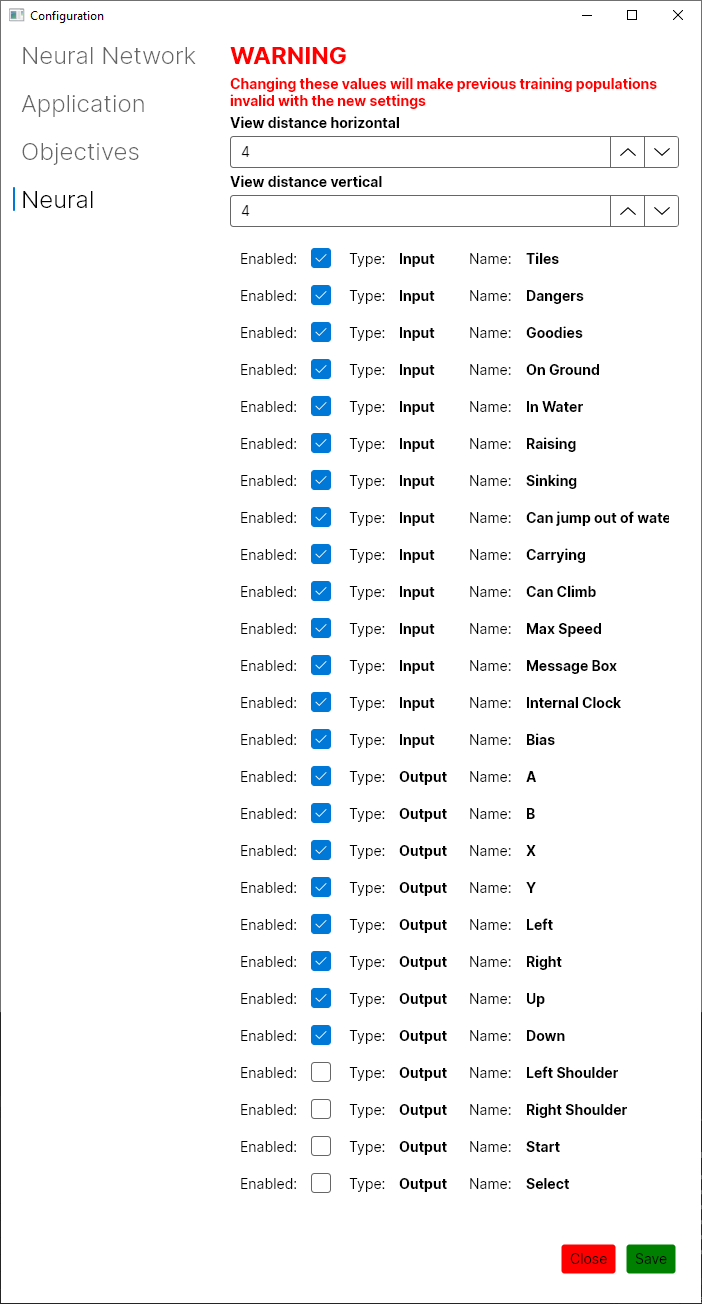 Configuration
Neural Network
Application
Objectives
Neural
WARNING
Changing these values will make previous training populations
invalid with the new settings
View distance horizontal
4
View distance vertical
4
Enabled: Type: Input Name: Tiles
Enabled: Type: Input Name: Dangers
Enabled: Type: Input Name: Goodies
Enabled: Type: Input Name: On Ground
Enabled: Type: Input Name: In Water
Enabled: Type: Input Name: Raising
Enabled: Type: Input Name: Sinking
Enabled: Type: Input Name: Can jump out of wate
Enabled: Type: Input Name: Carrying
Enabled: Type: Input Name: Can Climb
Enabled: Type: Input Name: Max Speed
Enabled: Type: Input Name: Message Box
Enabled: Type: Input Name: Internal Clock
Enabled: Type: Input Name: Bias
Enabled: Type: Output Name: A
Enabled: Type: Output Name: B
Enabled: Type: Output Name: X
Enabled: Type: Output Name: Y
Enabled: Type: Output Name: Left
Enabled: Type: Output Name: Right
Enabled: Type: Output Name: Up
Enabled: Type: Output Name: Down
Enabled: Type: Output Name: Left Shoulder
Enabled: Type: Output Name: Right Shoulder
Enabled: Type: Output Name: Start
Enabled: Type: Output Name: Select
Close Save